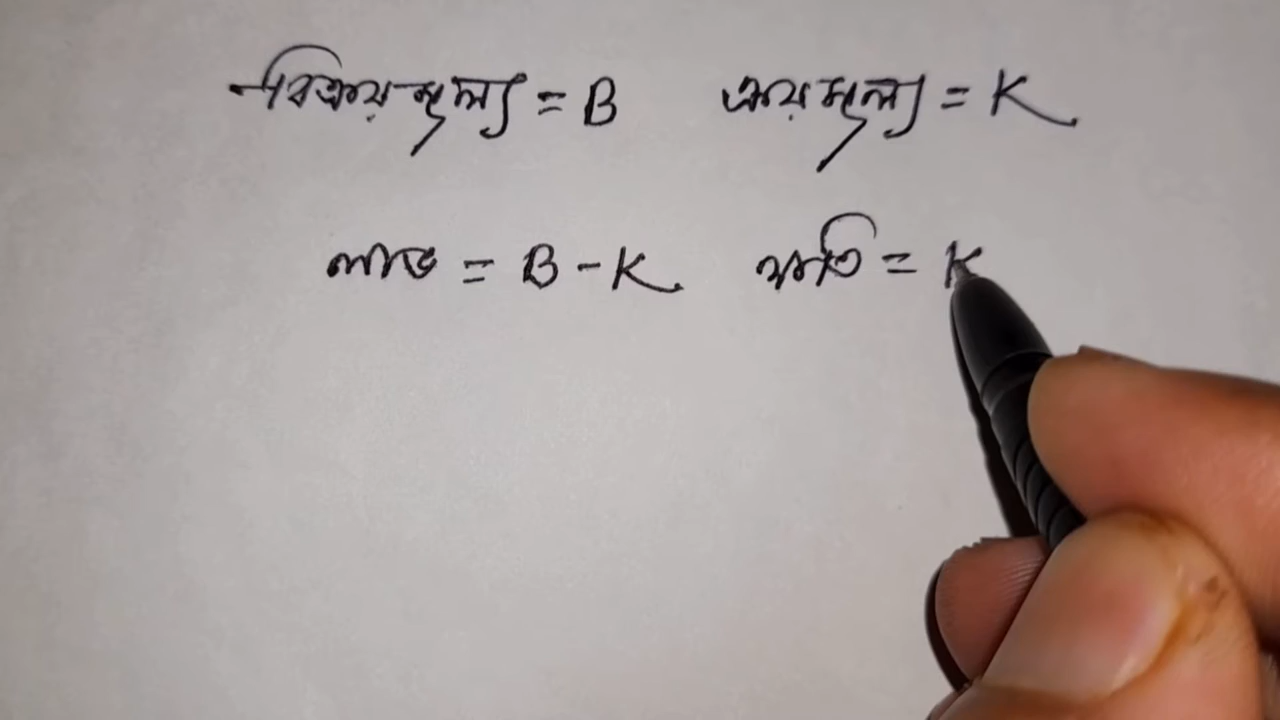 বিক্রয়মূল্য = B ক্রয়মূল্য = K
লাভ = B - K ক্ষতি = K